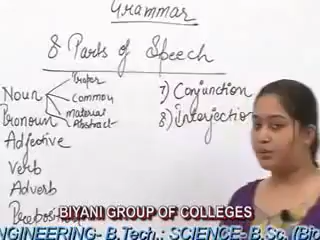 Grammar
8 Parts of Speech
Noun
Proper
Common
Material
Abstract
Pronoun
Adjective
Verb
Adverb
7) Conjunction
8) Interjection
BIYANI GROUP OF COLLEGES
ENGINEERING- B.Tech.; SCIENCE- B.Sc. (Bio